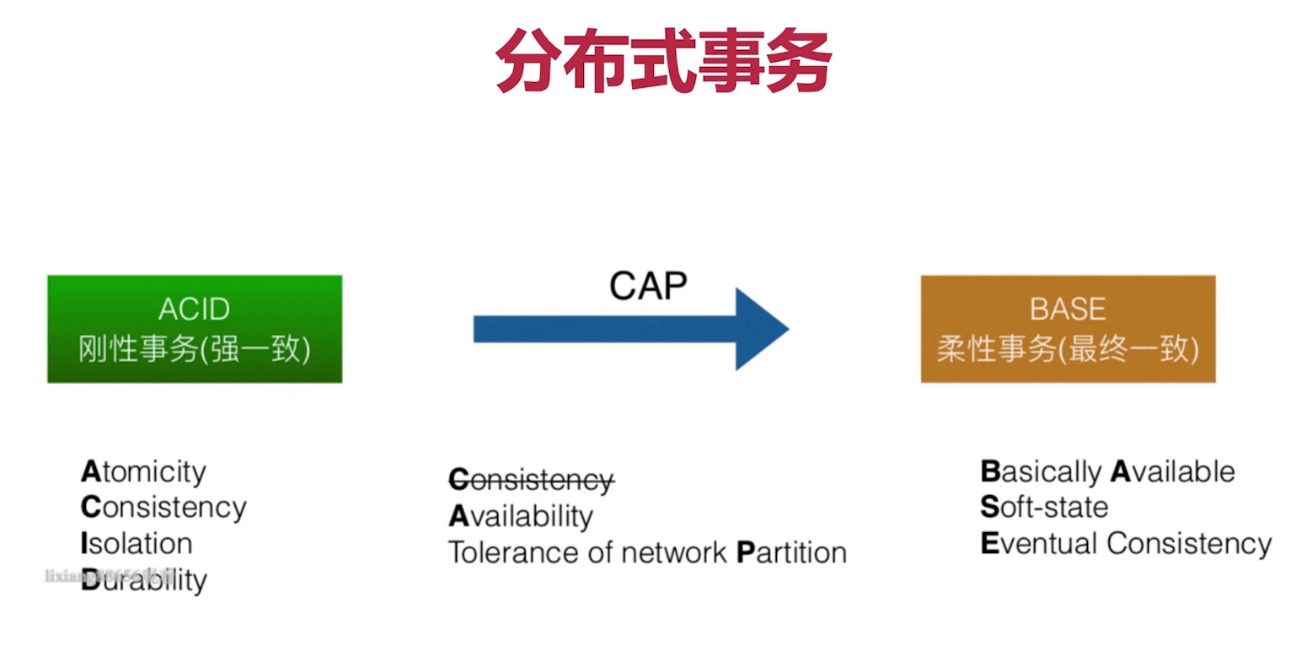 分布式事务
ACID
刚性事务(强一致)
CAP
BASE
柔性事务(最终一致)
Atomicity
Consistency
Isolation
Durability
Consistency
Availability
Tolerance of network Partition
Basically Available
Soft-state
Eventual Consistency